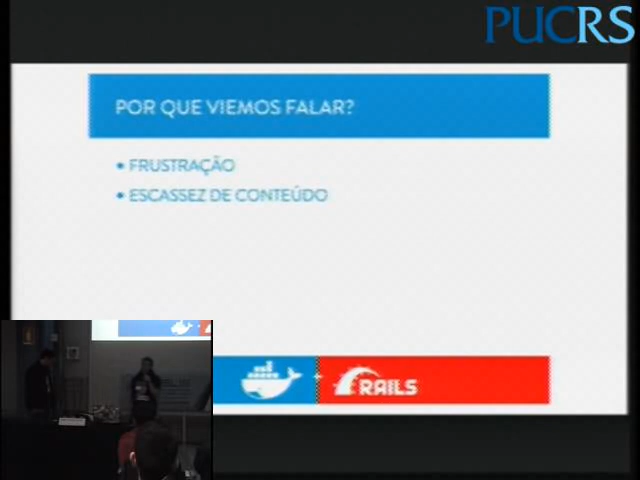 PUCRS
POR QUE VIEMOS FALAR?
• FRUSTRAÇÃO
• ESCASSEZ DE CONTEÚDO
+
RAILS